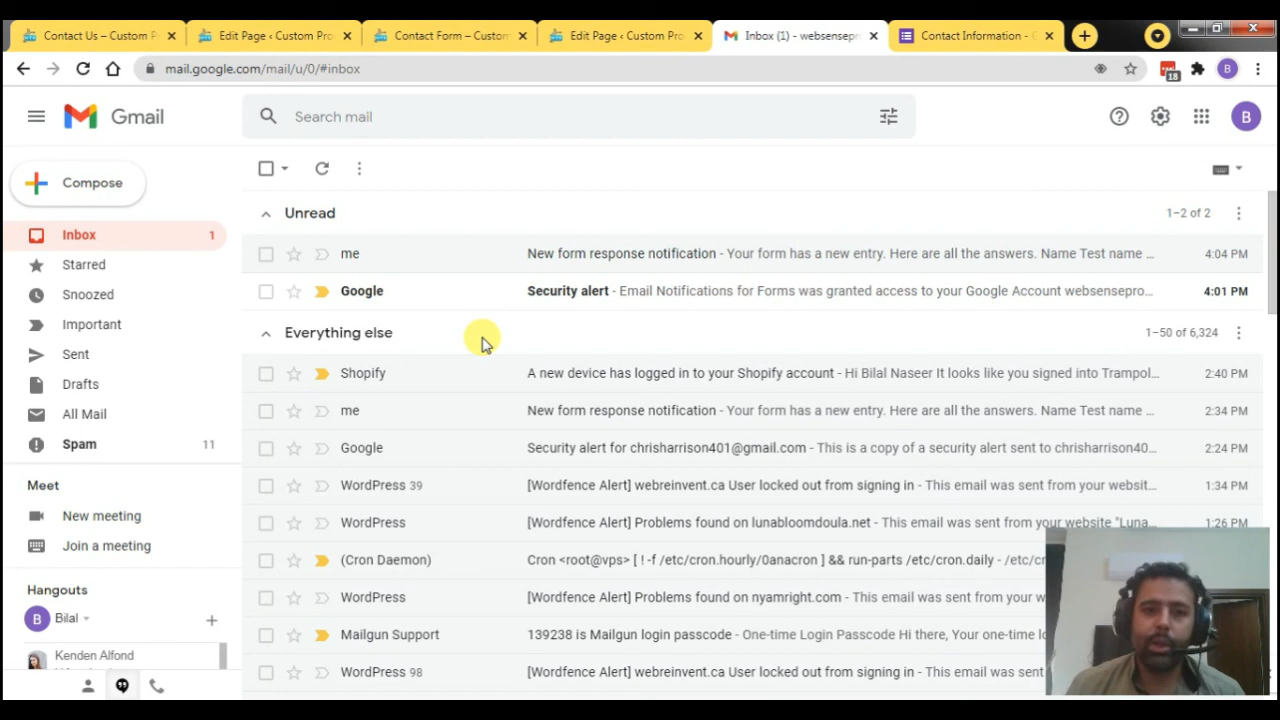 Contact Us – Custom P
Edit Page ‹ Custom Pro
Contact Form – Custom
Edit Page ‹ Custom Pro
Inbox (1) - websensepro
Contact Information - G
mail.google.com/mail/u/0/#inbox
18
B
Gmail
Search mail
B
Compose
Inbox 1
Starred
Snoozed
Important
Sent
Drafts
All Mail
Spam 11
Meet
New meeting
Join a meeting
Hangouts
B Bilal
Kenden Alfond
Unread 1–2 of 2
me New form response notification - Your form has a new entry. Here are all the answers. Name Test name ... 4:04 PM
Google Security alert - Email Notifications for Forms was granted access to your Google Account websensepro... 4:01 PM
Everything else 1–50 of 6,324
Shopify A new device has logged in to your Shopify account - Hi Bilal Naseer It looks like you signed into Trampol... 2:40 PM
me New form response notification - Your form has a new entry. Here are all the answers. Name Test name ... 2:34 PM
Google Security alert for chrisharrison401@gmail.com - This is a copy of a security alert sent to chrisharrison40... 2:24 PM
WordPress 39 [Wordfence Alert] webreinvent.ca User locked out from signing in - This email was sent from your websit... 1:34 PM
WordPress [Wordfence Alert] Problems found on lunabloomdoula.net - This email was sent from your website "Luna... 1:26 PM
(Cron Daemon) Cron <root@vps> [ ! -f /etc/cron.hourly/0anacron ] && run-parts /etc/cron.daily - /etc/cr
WordPress [Wordfence Alert] Problems found on nyamright.com - This email was sent from your w
Mailgun Support 139238 is Mailgun login passcode - One-time Login Passcode Hi there, Your one-time lo
WordPress 98 [Wordfence Alert] webreinvent.ca User locked out from signing in - This email was sent